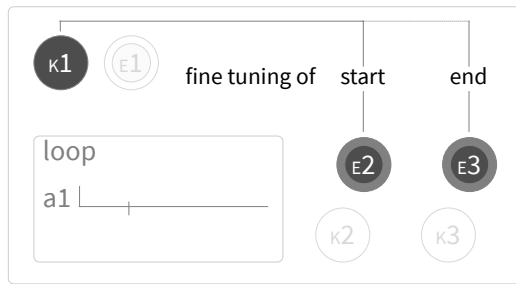 K1 E1
fine tuning of start end
loop
a1
E2 E3
K2 K3